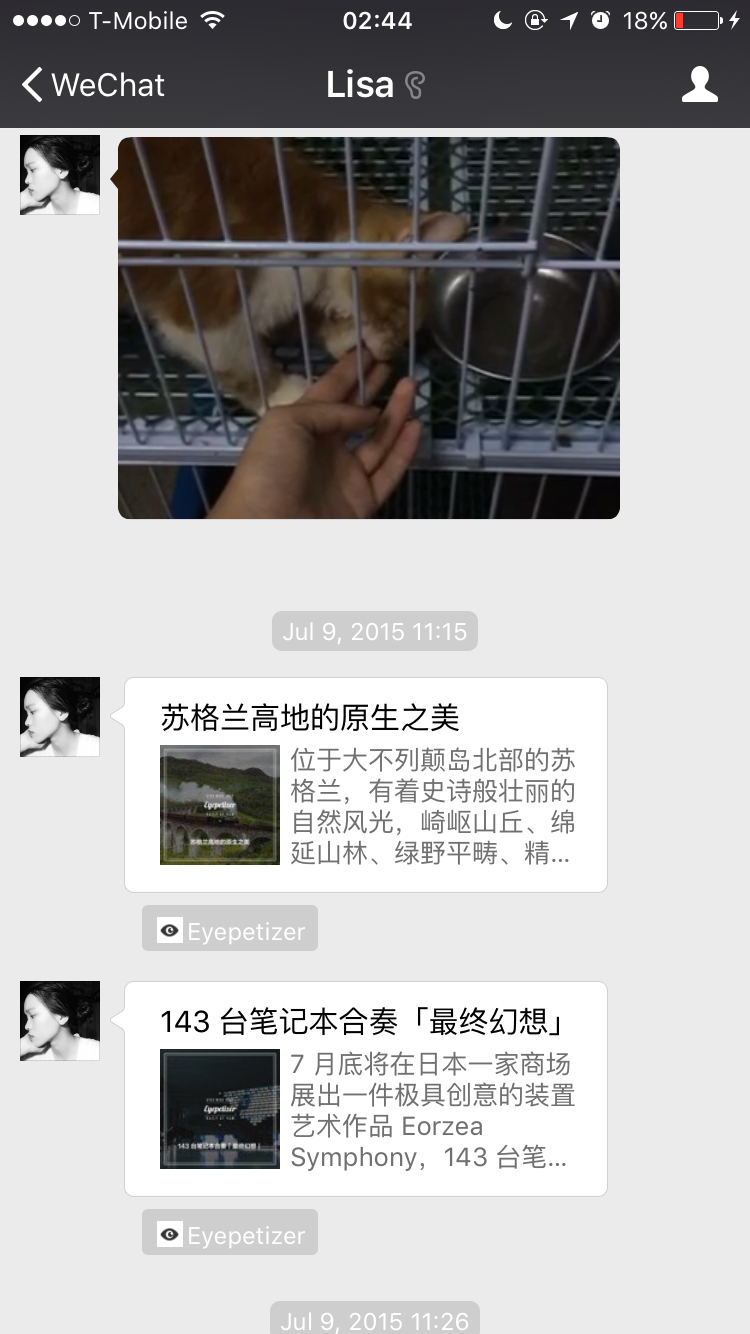 T-Mobile 02:44 18%
WeChat Lisa
Jul 9, 2015 11:15
苏格兰高地的原生之美
位于大不列颠岛北部的苏
格兰，有着史诗般壮丽的
自然风光，崎岖山丘、绵
延山林、绿野平畴、精...
Eyepetizer
苏格兰高地的原生之美
Eyepetizer
143 台笔记本合奏「最终幻想」
7 月底将在日本一家商场
展出一件极具创意的装置
艺术作品 Eorzea
Symphony，143 台笔...
Eyepetizer
143 台笔记本合奏「最终幻想」
Eyepetizer
Jul 9, 2015 11:26